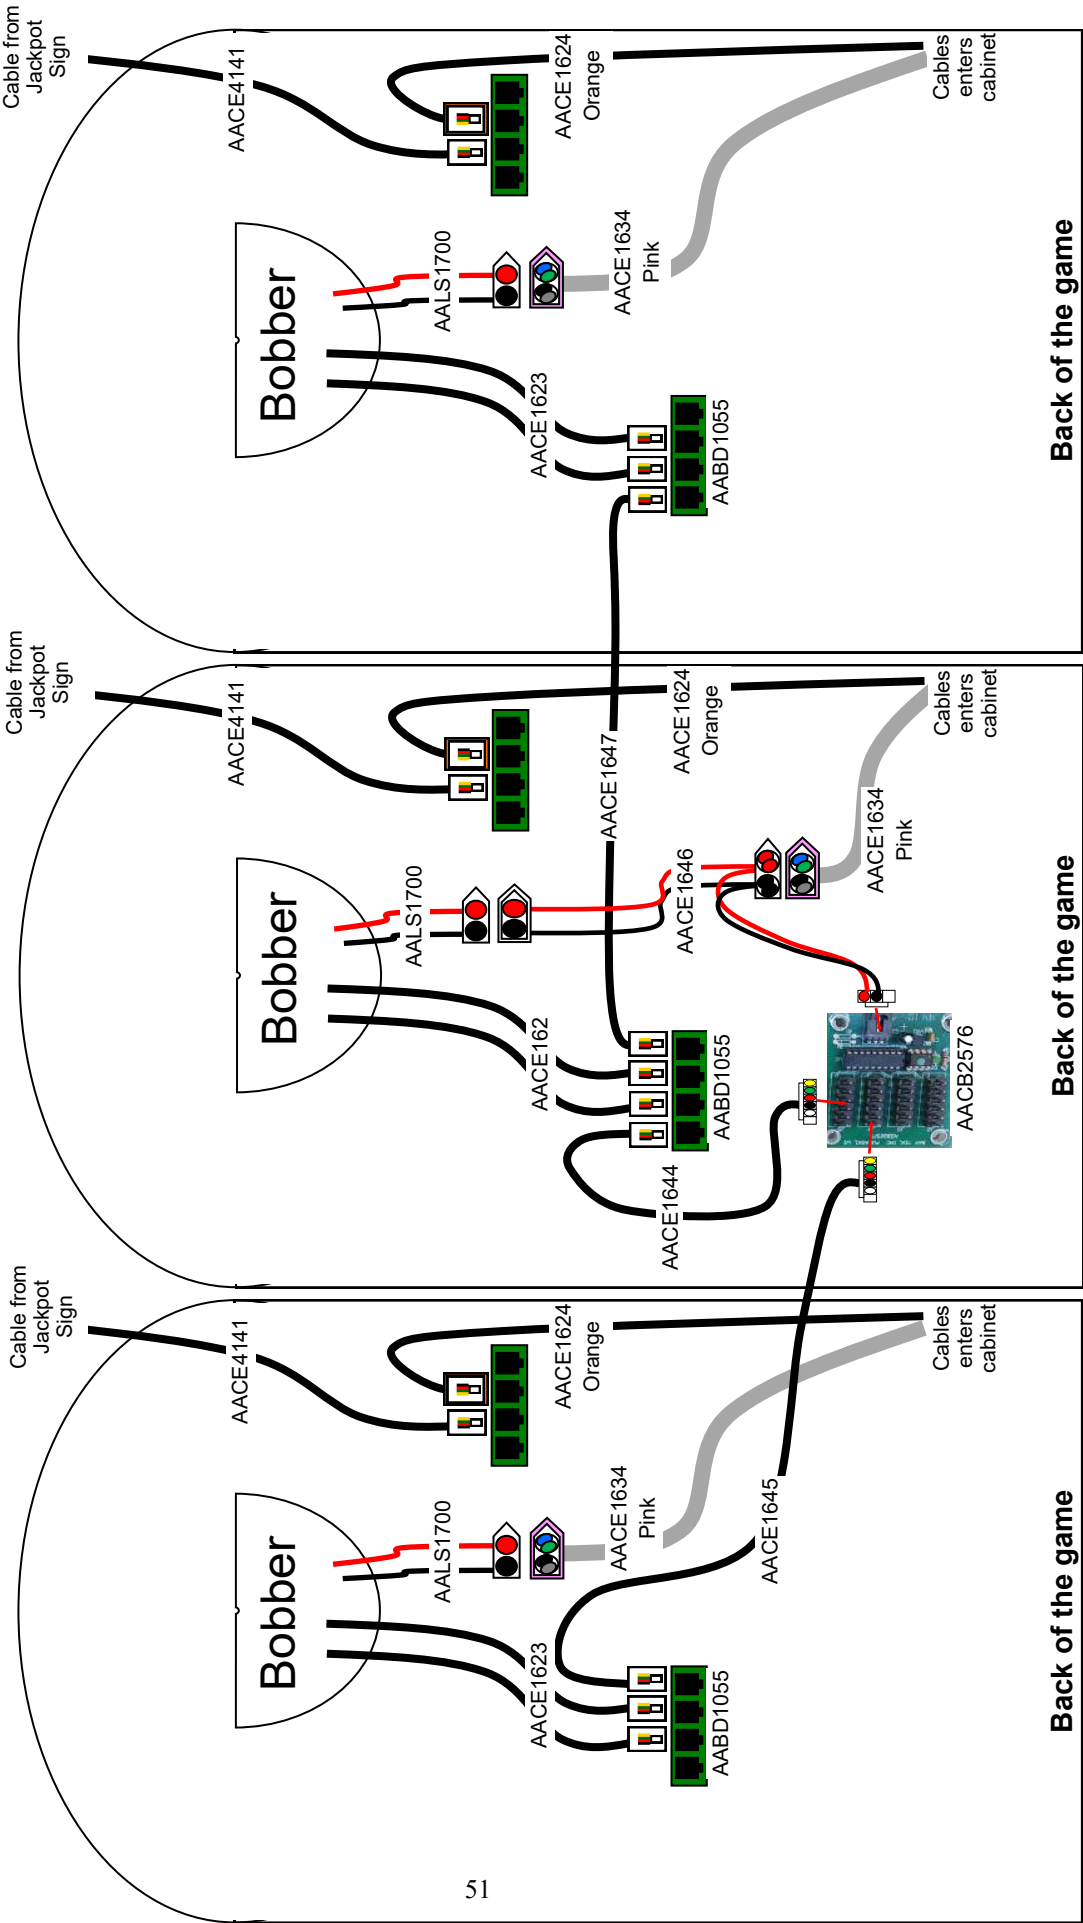 Cable from
Jackpot
Sign
AACE4141
Bobber
AALS1700
AACE1623
AACE1624
Orange
AACE1634
Pink
AABD1055
AACE1645
Cables
enters
cabinet
Back of the game
Cable from
Jackpot
Sign
AACE4141
Bobber
AALS1700
AACE162
AACE1647
AACE1624
Orange
AACE1646
AABD1055
AACE1644
AACE1634
Pink
AACB2576
Cables
enters
cabinet
Back of the game
Cable from
Jackpot
Sign
AACE4141
Bobber
AALS1700
AACE1623
AACE1624
Orange
AACE1634
Pink
AABD1055
Cables
enters
cabinet
Back of the game
51